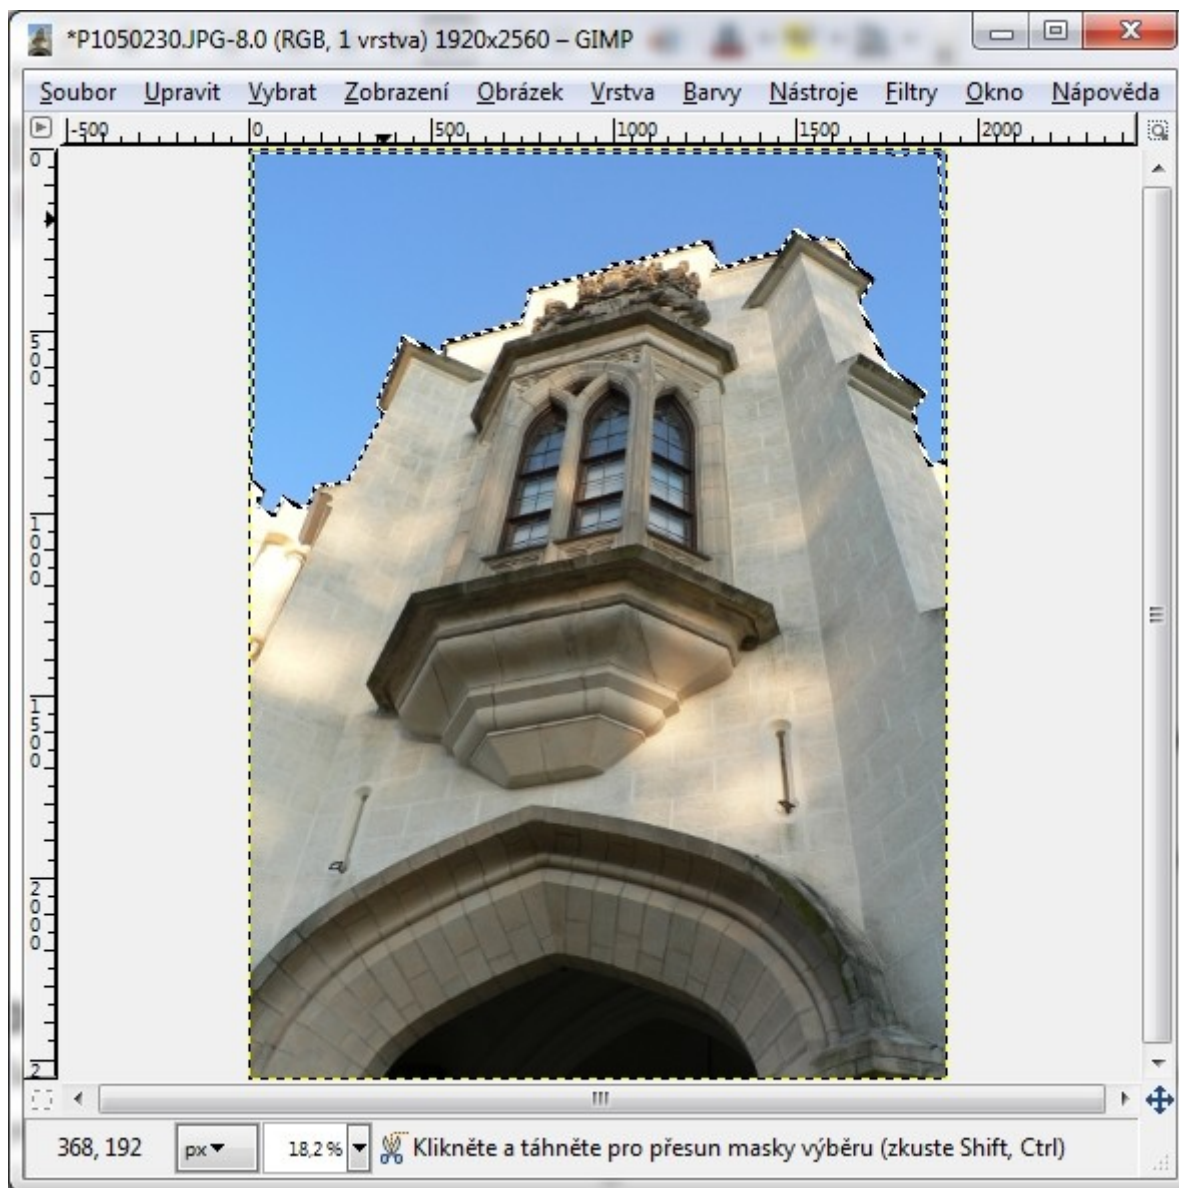 *P1050230.JPG-8.0 (RGB, 1 vrstva) 1920x2560 – GIMP
Soubor Upravit Vybrat Zobrazení Obrázek Vrstva Barvy Nástroje Filtry Okno Nápověda
-500 0 500 1000 1500 2000
0
500
1000
1500
2000
2
368, 192 px 18,2 % Klikněte a táhněte pro přesun masky výběru (zkuste Shift, Ctrl)